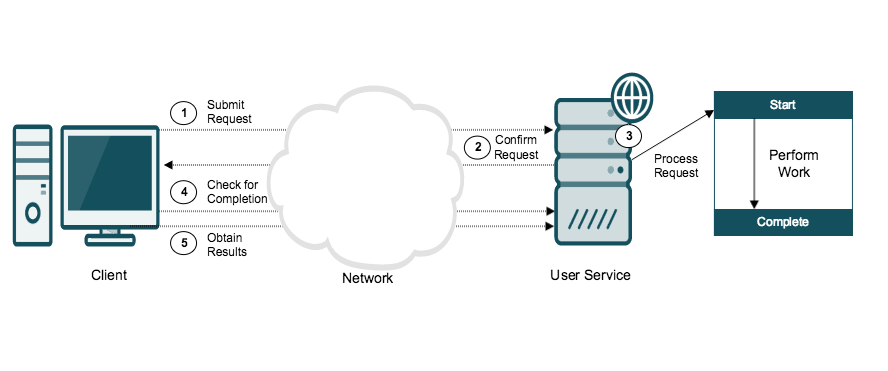 1
Submit
Request
2
Confirm
Request
3
Process
Request
Start
Perform
Work
Complete
4
Check for
Completion
5
Obtain
Results
Client
Network
User Service